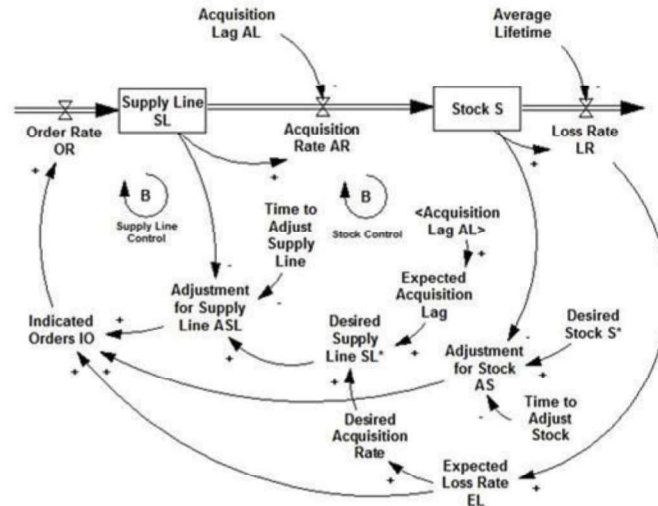 Acquisition
Lag AL
Average
Lifetime
Supply Line
SL
Stock S
Order Rate
OR
Acquisition
Rate AR
Loss Rate
LR
B
Supply Line
Control
Time to
Adjust Supply
Line
B
Stock Control
<Acquisition
Lag AL>
Adjustment
for Supply
Line ASL
Expected
Acquisition
Lag
Indicated
Orders IO
Desired
Supply
Line SL*
Desired
Stock S*
Adjustment
for Stock
AS
Desired
Acquisition
Rate
Time to
Adjust
Stock
Expected
Loss Rate
EL